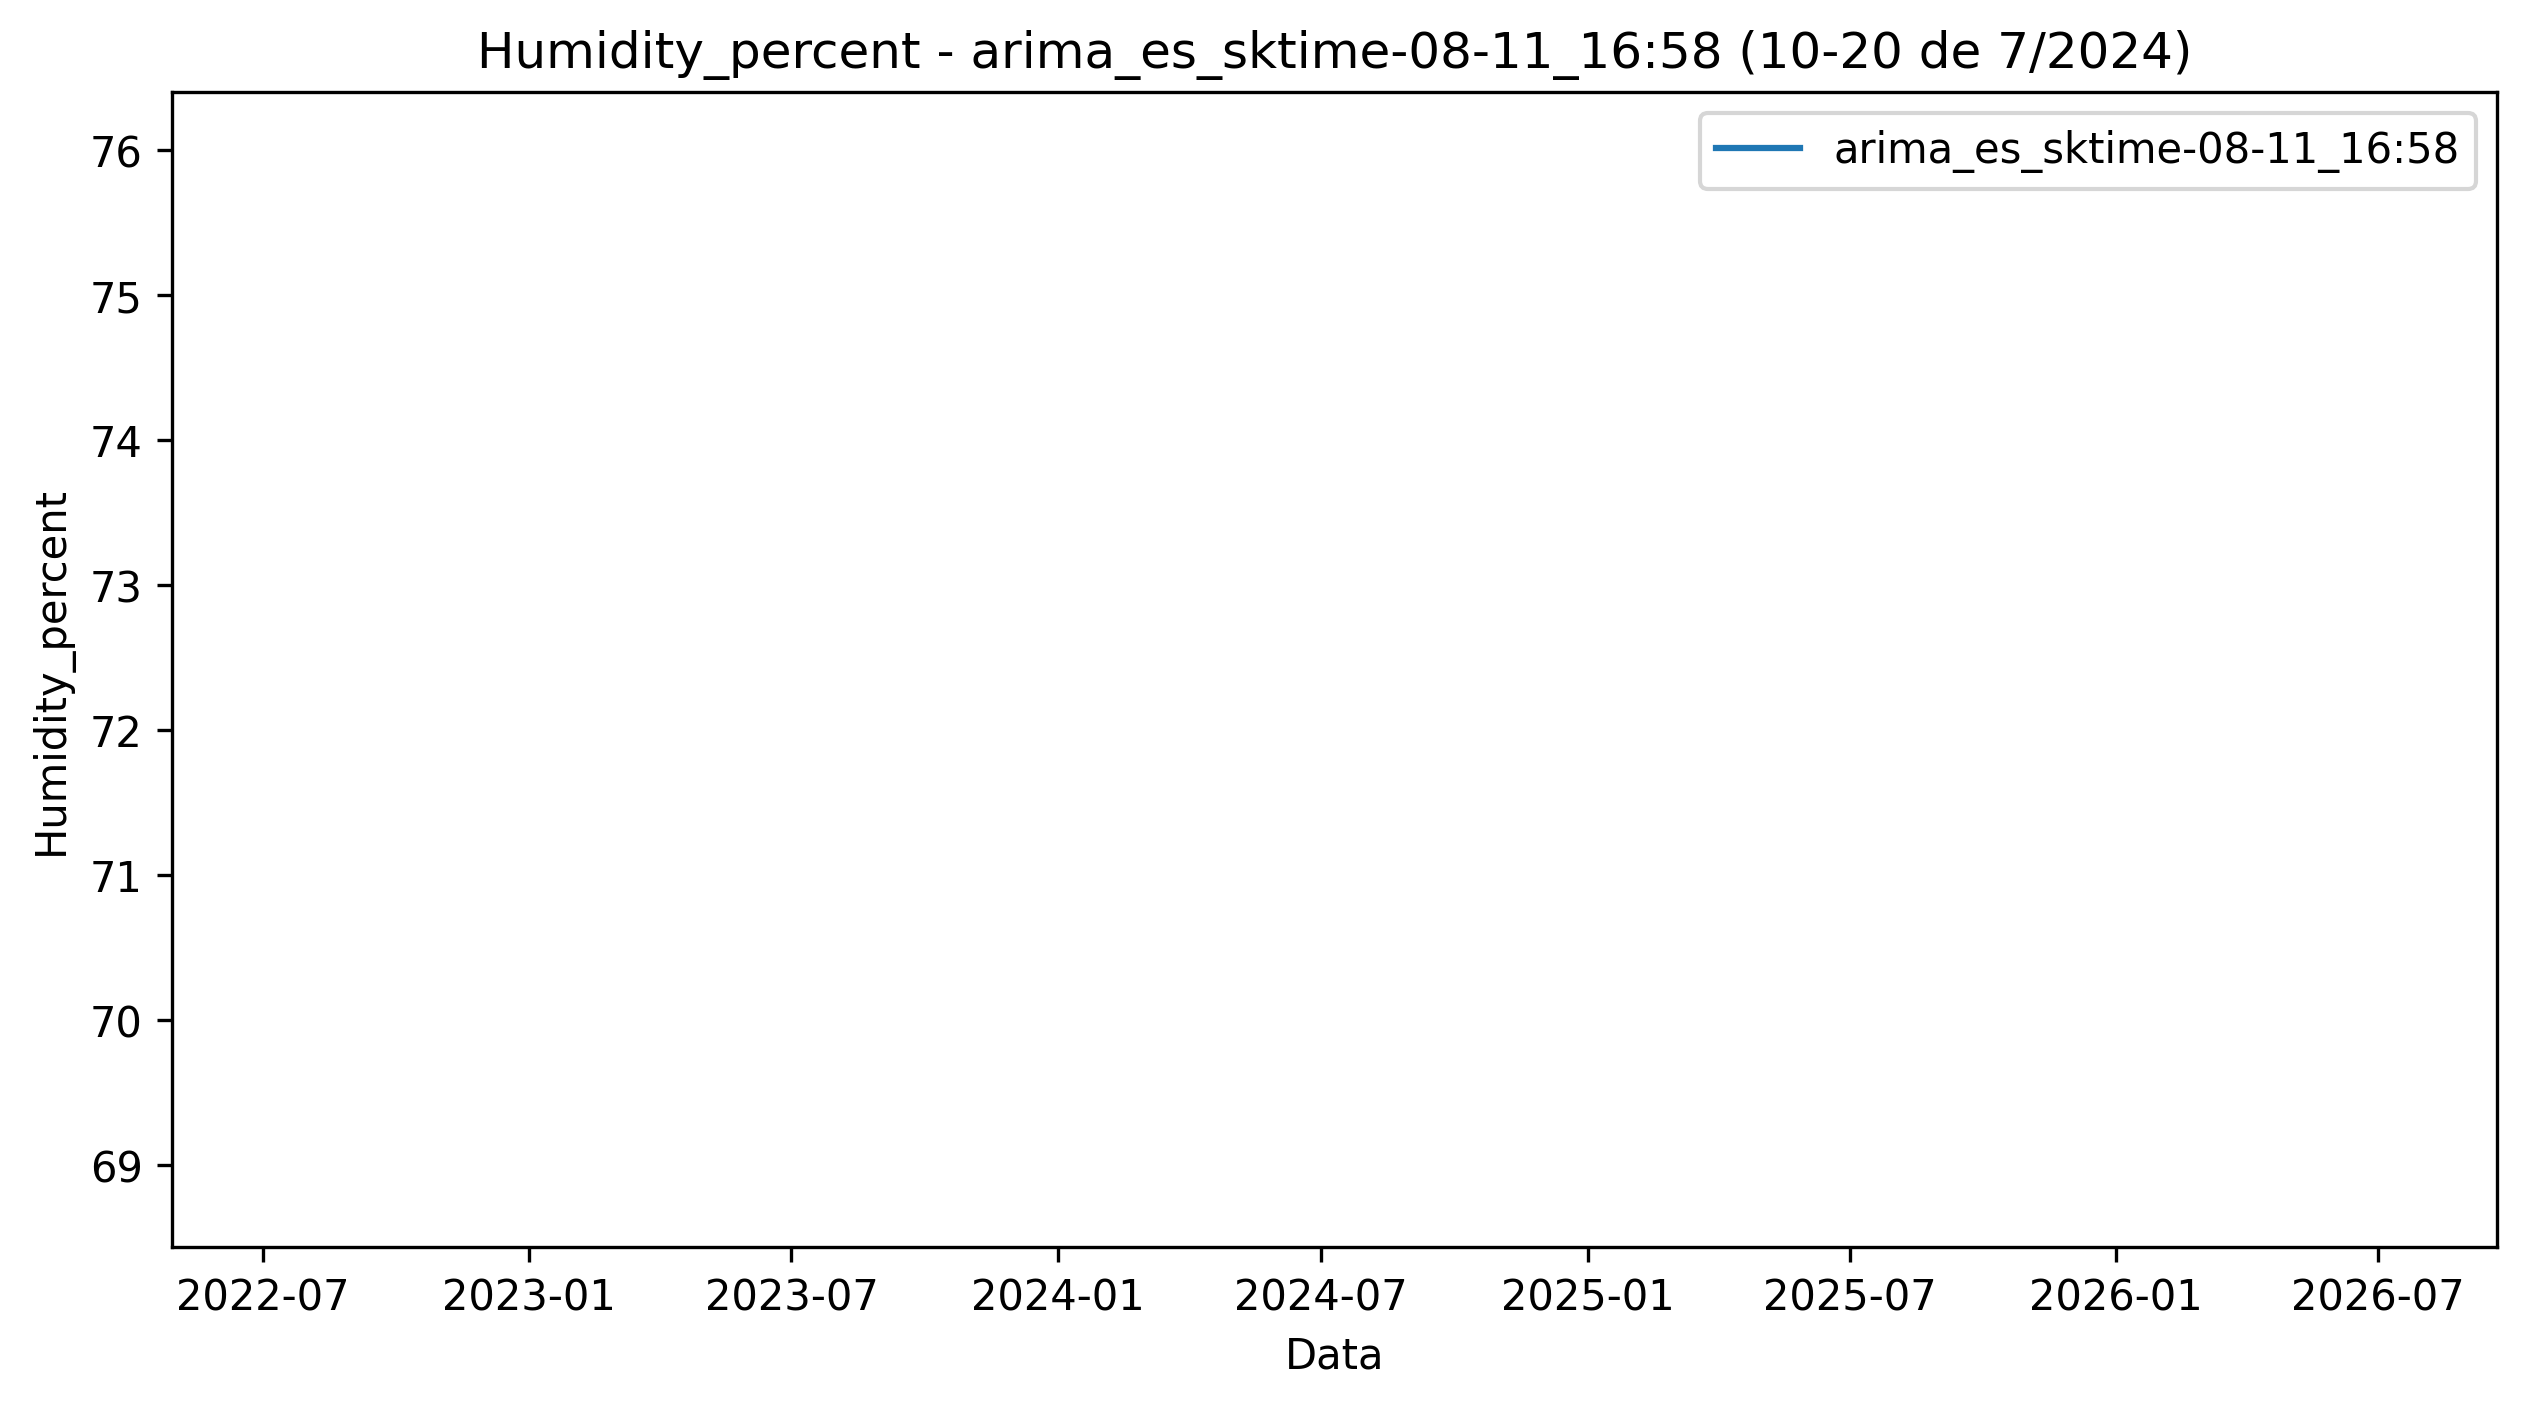 Humidity_percent - arima_es_sktime-08-11_16:58 (10-20 de 7/2024)
arima_es_sktime-08-11_16:58
Humidity_percent
76
75
74
73
72
71
70
69
2022-07 2023-01 2023-07 2024-01 2024-07 2025-01 2025-07 2026-01 2026-07
Data